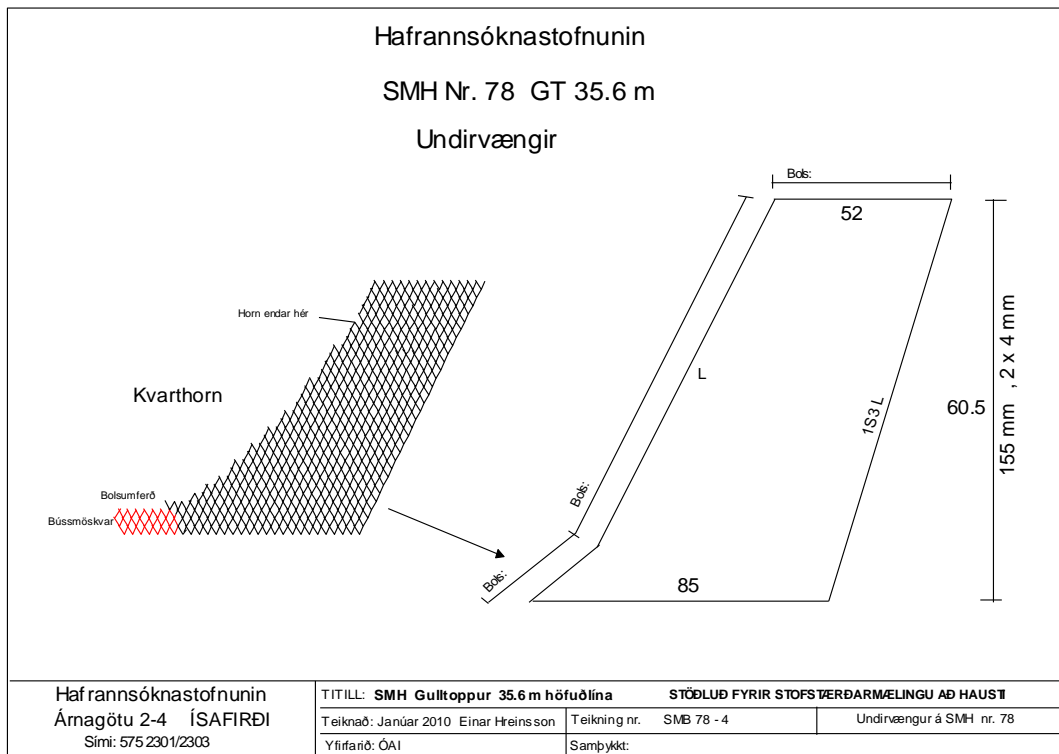 Hafrannsóknastofnunin
SMH Nr. 78 GT 35.6 m
Undirvængir
Bols:
52
Horn endar hér
L
Kvarthorn
1S3 L
60.5
155 mm , 2 x 4 mm
Bols:
Bolsumferð
Bússmöskvar
Bols:
85
Hafrannsóknastofnunin
Árnagötu 2-4 ÍSAFIRÐI
Sími: 575 2301/2303
TITILL: SMH Gulltoppur 35.6 m höfuðlína STÖÐLUÐ FYRIR STOFSTÆRÐARMÆLINGU AÐ HAUSTI
Teiknað: Janúar 2010 Einar Hreinsson Teikning nr. SMB 78 - 4 Undirvængur á SMH nr. 78
Yfirfarið: ÓAI Samþykkt: